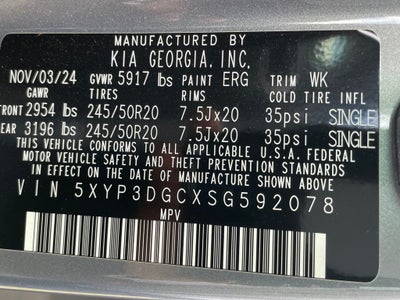 MANUFACTURED BY
KIA GEORGIA, INC.
NOV/03/24 GVWR 5917 lbs PAINT ERG TRIM WK
GAWR TIRES RIMS COLD TIRE INFL
FRONT 2954 lbs 245/50R20 7.5Jx20 35psi SINGLE
REAR 3196 lbs 245/50R20 7.5Jx20 35psi SINGLE
THIS VEHICLE CONFORMS TO ALL APPLICABLE U.S.A. FEDERAL
MOTOR VEHICLE SAFETY AND THEFT PREVENTION STANDARDS
IN EFFECT ON THE DATE OF MANUFACTURE SHOWN ABOVE.
VIN 5XYP3DGCXSG592078
MPV